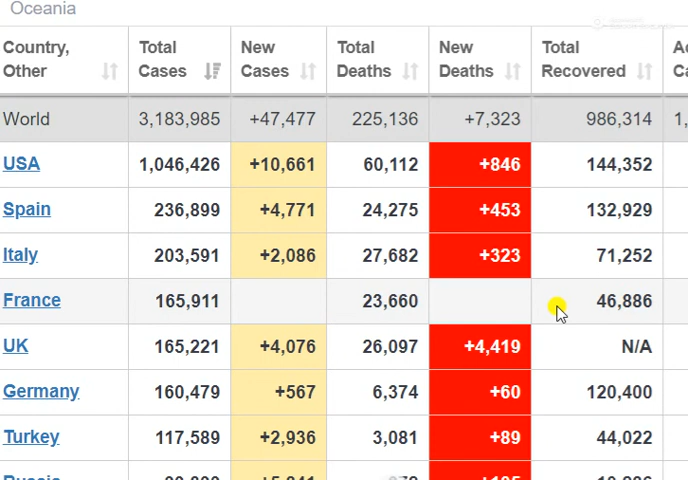 Oceania
Country, Other Total Cases New Cases Total Deaths New Deaths Total Recovered
World 3,183,985 +47,477 225,136 +7,323 986,314
USA 1,046,426 +10,661 60,112 +846 144,352
Spain 236,899 +4,771 24,275 +453 132,929
Italy 203,591 +2,086 27,682 +323 71,252
France 165,911 23,660 46,886
UK 165,221 +4,076 26,097 +4,419 N/A
Germany 160,479 +567 6,374 +60 120,400
Turkey 117,589 +2,936 3,081 +89 44,022